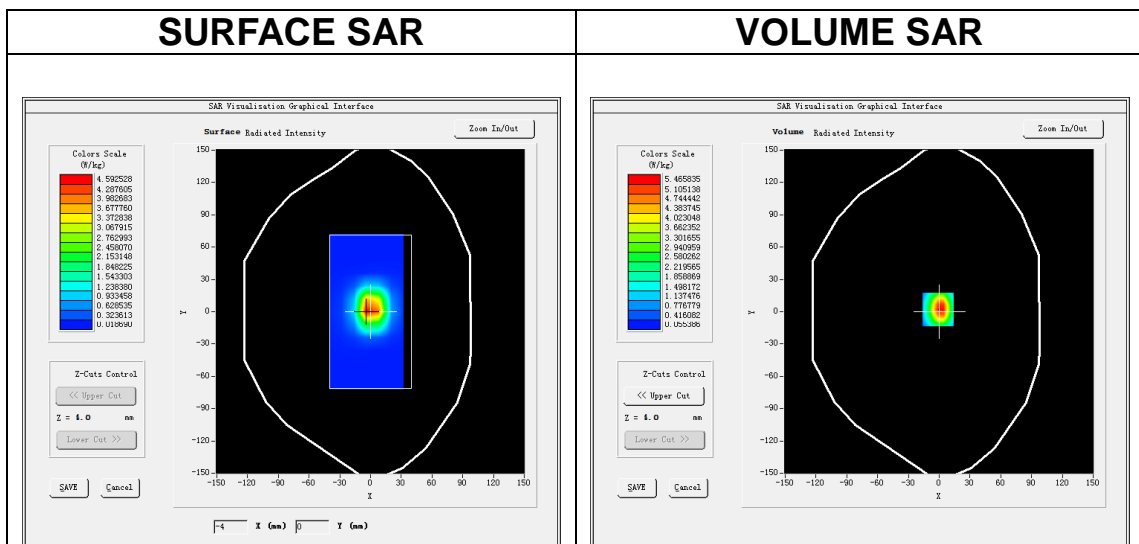 SURFACE SAR
VOLUME SAR
SAR Visualisation Graphical Interface
Surface Radiated Intensity
Zoom In/Out
Colors Scale
(W/kg)
4.592528
4.287605
3.982683
3.677760
3.372838
3.067915
2.762993
2.458070
2.153148
1.848225
1.543303
1.238380
0.933458
0.628535
0.323613
0.018690
150
120
90
60
30
0
-30
-60
-90
-120
-150
Y
-150 -120 -90 -60 -30 0 30 60 90 120 150
X
Z-Cuts Control
<< Upper Cut
Z = 4.0 mm
Lower Cut >>
SAVE Cancel
-4 X (mm) 0 Y (mm)
SAR Visualisation Graphical Interface
Volume Radiated Intensity
Zoom In/Out
Colors Scale
(W/kg)
5.465835
5.105138
4.744442
4.383745
4.023048
3.662352
3.301655
2.940959
2.580262
2.219565
1.858869
1.498172
1.137476
0.776779
0.416082
0.055386
150
120
90
60
30
0
-30
-60
-90
-120
-150
Y
-150 -120 -90 -60 -30 0 30 60 90 120 150
X
Z-Cuts Control
<< Upper Cut
Z = 4.0 mm
Lower Cut >>
SAVE Cancel